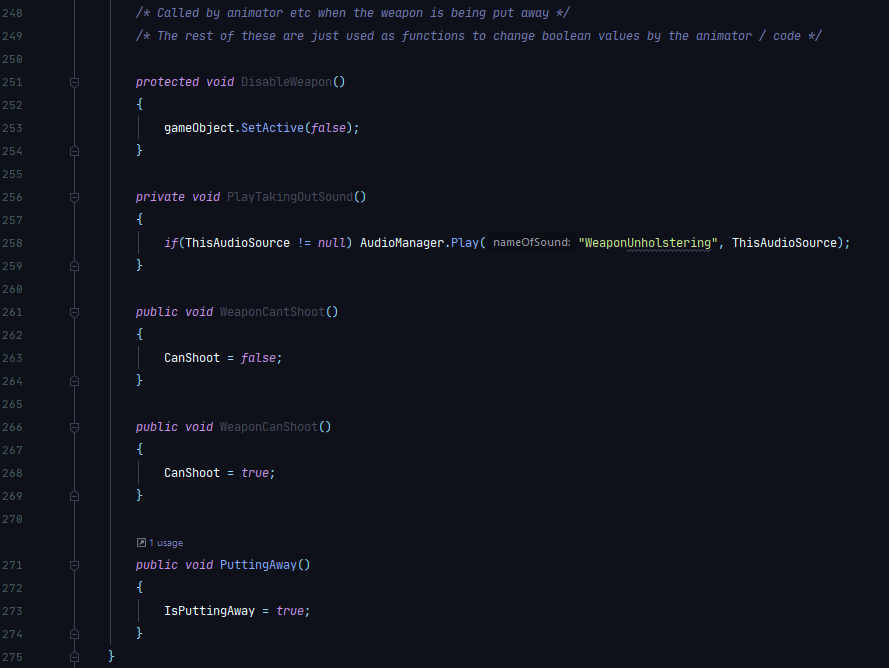 248 /* Called by animator etc when the weapon is being put away */
249 /* The rest of these are just used as functions to change boolean values by the animator / code */
250
251 protected void DisableWeapon()
252 {
253 gameObject.SetActive(false);
254 }
255
256 private void PlayTakingOutSound()
257 {
258 if(ThisAudioSource != null) AudioManager.Play( nameOfSound: "WeaponUnholstering", ThisAudioSource);
259 }
260
261 public void WeaponCantShoot()
262 {
263 CanShoot = false;
264 }
265
266 public void WeaponCanShoot()
267 {
268 CanShoot = true;
269 }
270
1 usage
271 public void PuttingAway()
272 {
273 IsPuttingAway = true;
274 }
275 }